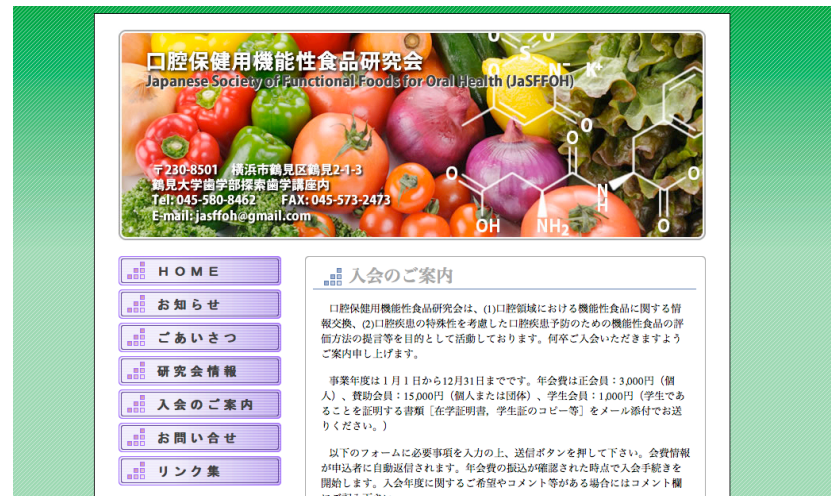 口腔保健用機能性食品研究会
Japanese Society of Functional Foods for Oral Health (JaSFFOH)
〒230-8501 横浜市鶴見区鶴見2-1-3
鶴見大学歯学部探索歯学講座内
Tel: 045-580-8462 FAX: 045-573-2473
E-mail: jasffoh@gmail.com
O
S
O
N−
K+
O
O
O
O
N
H
OH
NH2
O
HOME
お知らせ
ごあいさつ
研究会情報
入会のご案内
お問い合せ
リンク集
入会のご案内
口腔保健用機能性食品研究会は、(1)口腔領域における機能性食品に関する情
報交換、(2)口腔疾患の特殊性を考慮した口腔疾患予防のための機能性食品の評
価方法の提言等を目的として活動しております。何卒ご入会いただきますよう
ご案内申し上げます。
事業年度は1月1日から12月31日までです。年会費は正会員：3,000円（個
人）、賛助会員：15,000円（個人または団体）、学生会員：1,000円（学生であ
ることを証明する書類［在学証明書，学生証のコピー等］をメール添付でお送
りください。）
以下のフォームに必要事項を入力の上、送信ボタンを押して下さい。会費情報
が申込者に自動返信されます。年会費の振込が確認された時点で入会手続きを
開始します。入会年度に関するご希望やコメント等がある場合にはコメント欄